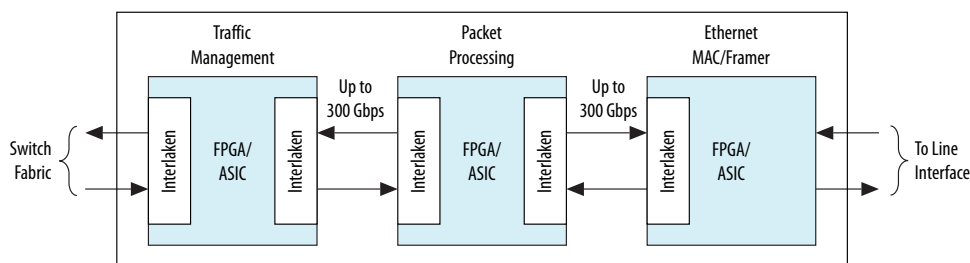 Traffic
Management
Packet
Processing
Ethernet
MAC/Framer
Up to
300 Gbps
Up to
300 Gbps
Switch
Fabric
Interlaken
FPGA/
ASIC
Interlaken
Interlaken
FPGA/
ASIC
Interlaken
Interlaken
FPGA/
ASIC
To Line
Interface